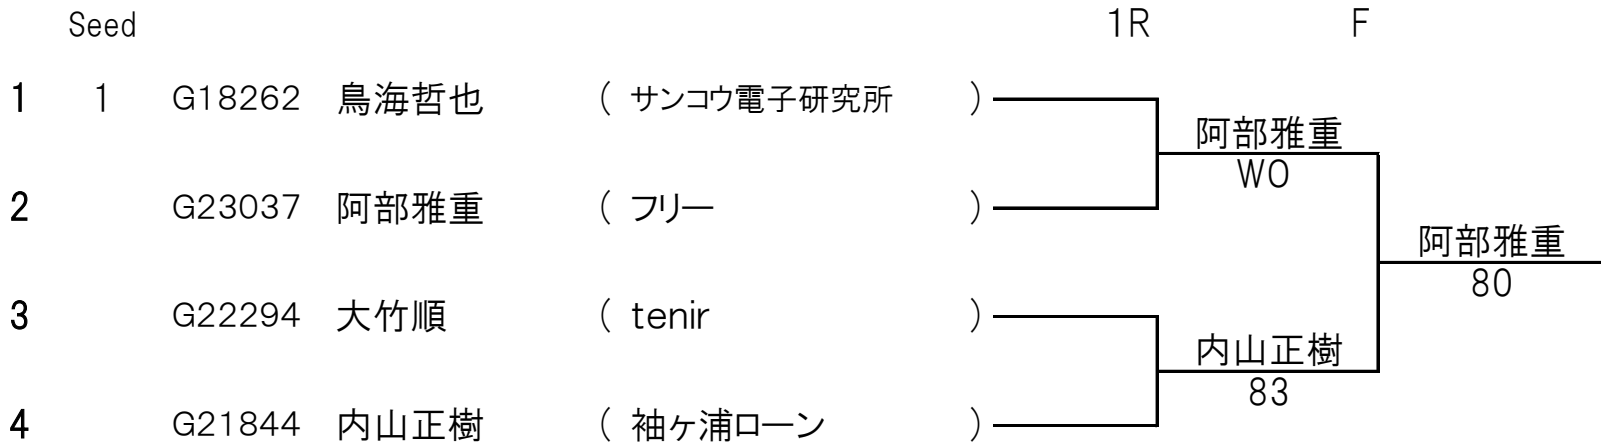 Seed 1R F
1 1 G18262 鳥海哲也 ( サンコウ電子研究所 )
阿部雅重
WO
2 G23037 阿部雅重 ( フリー )
阿部雅重
80
3 G22294 大竹順 ( tenir )
内山正樹
83
4 G21844 内山正樹 ( 袖ヶ浦ローン )